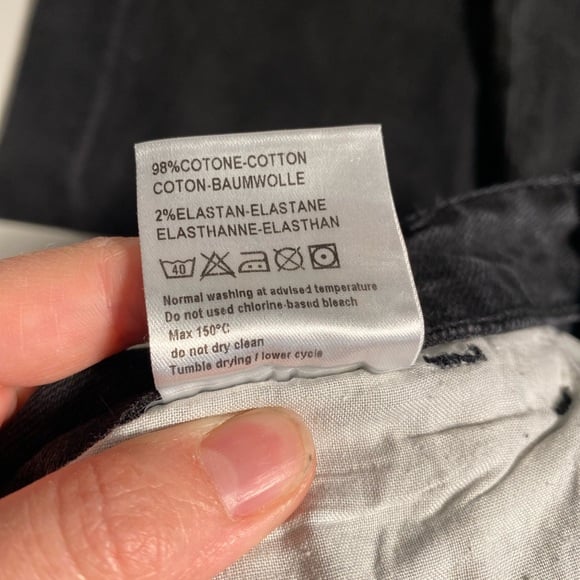 98%COTONE-COTTON
COTON-BAUMWOLLE
2%ELASTAN-ELASTANE
ELASTHANNE-ELASTHAN
40
Normal washing at advised temperature
Do not used chlorine-based bleach
Max 150°C
do not dry clean
Tumble drying / lower cycle